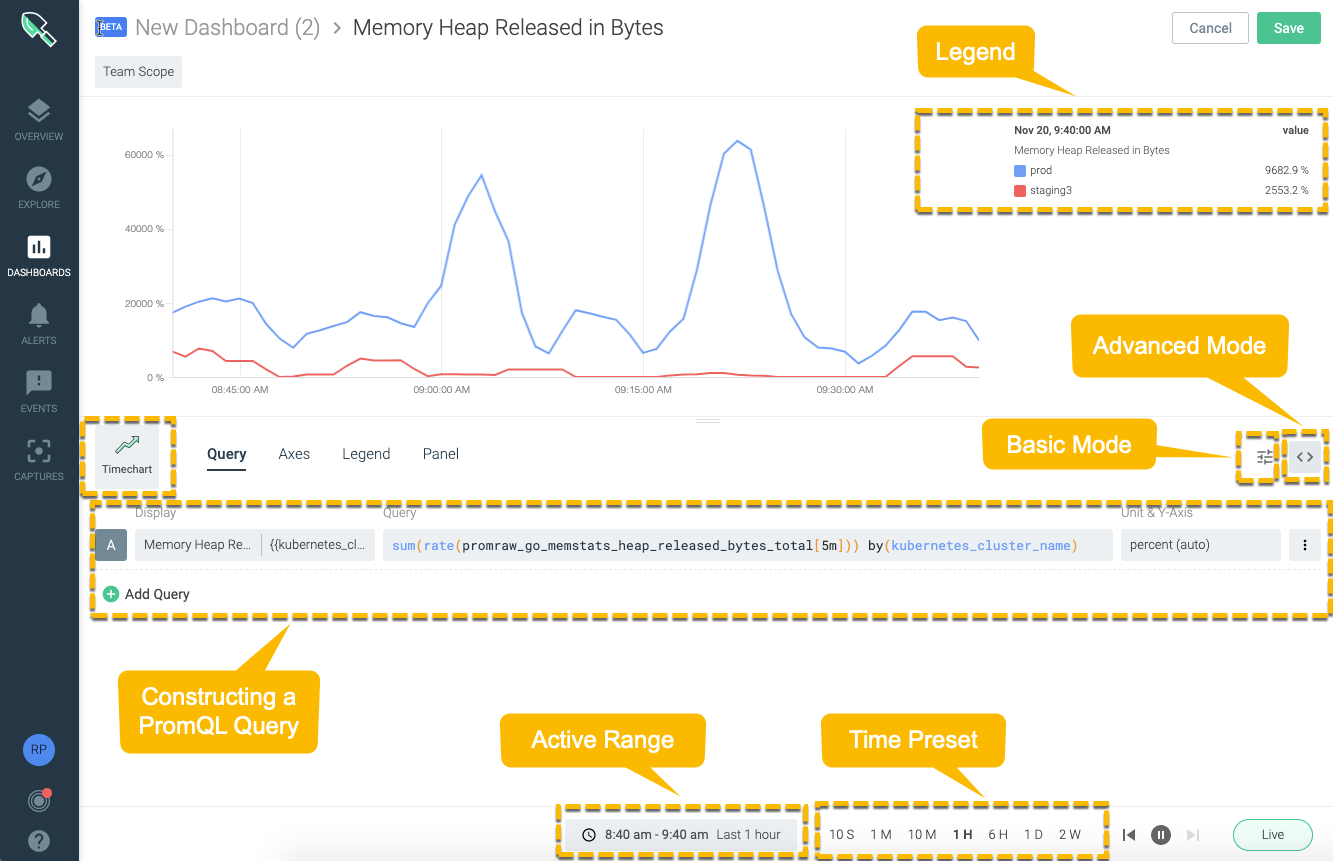 BETA New Dashboard (2) > Memory Heap Released in Bytes
Cancel
Save
Team Scope
Legend
OVERVIEW
EXPLORE
DASHBOARDS
ALERTS
EVENTS
CAPTURES
RP
60000 %
40000 %
20000 %
0 %
08:45:00 AM
09:00:00 AM
09:15:00 AM
09:30:00 AM
Nov 20, 9:40:00 AM value
Memory Heap Released in Bytes
prod 9682.9 %
staging3 2553.2 %
Advanced Mode
Basic Mode
Timechart
Query Axes Legend Panel
Display Query Unit & Y-Axis
A Memory Heap Re... {{kubernetes_cl... sum(rate(promraw_go_memstats_heap_released_bytes_total[5m])) by(kubernetes_cluster_name) percent (auto)
Add Query
Constructing a
PromQL Query
Active Range
Time Preset
8:40 am - 9:40 am Last 1 hour
10 S 1 M 10 M 1 H 6 H 1 D 2 W
Live